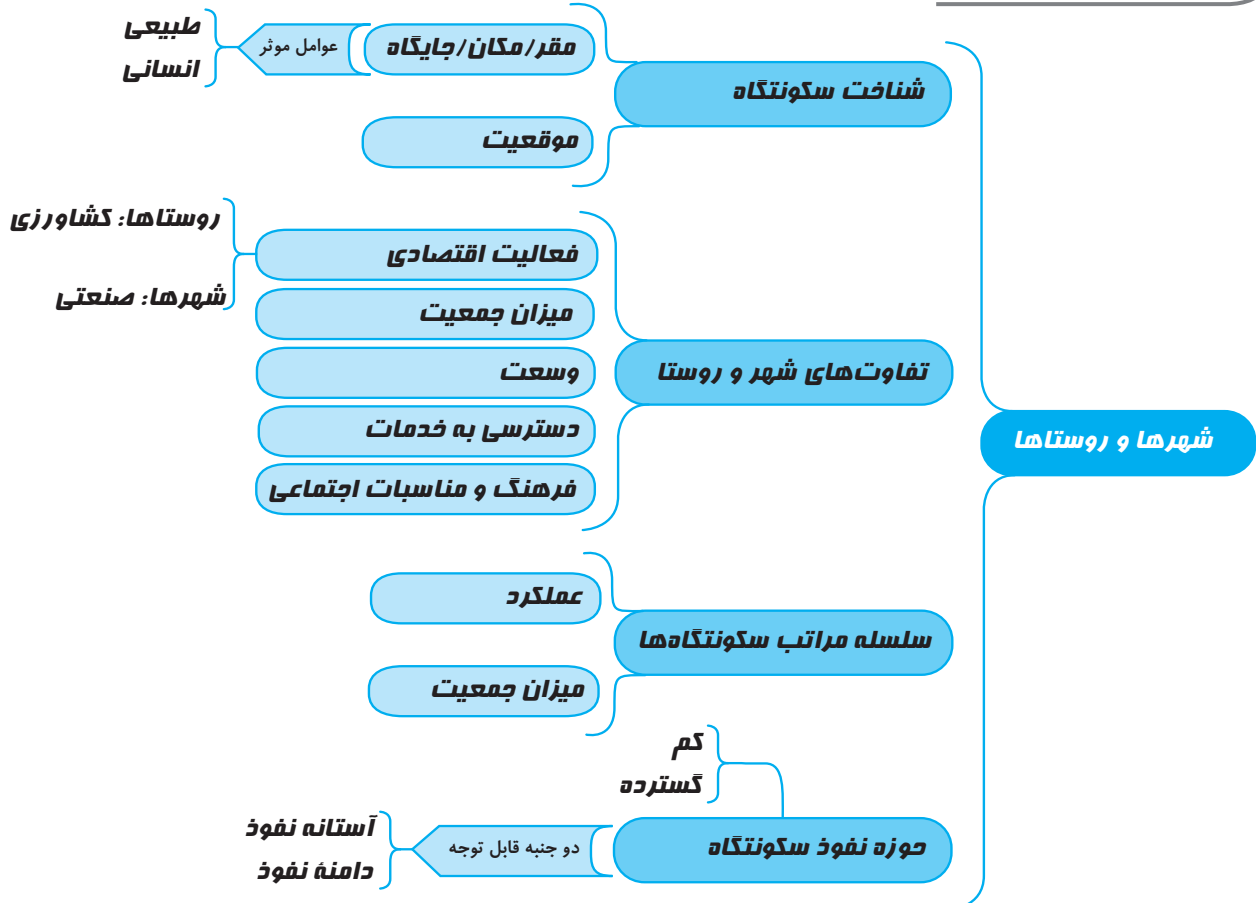 شهرها و روستاها
شناخت سکونتگاه
مقر/مکان/جایگاه
عوامل موثر
طبیعی
انسانی
موقعیت
تفاوت‌های شهر و روستا
فعالیت اقتصادی
روستاها: کشاورزی
شهرها: صنعتی
میزان جمعیت
وسعت
دسترسی به خدمات
فرهنگ و مناسبات اجتماعی
سلسله مراتب سکونتگاه‌ها
عملکرد
میزان جمعیت
حوزه نفوذ سکونتگاه
کم
گسترده
دو جنبه قابل توجه
آستانه نفوذ
دامنهٔ نفوذ